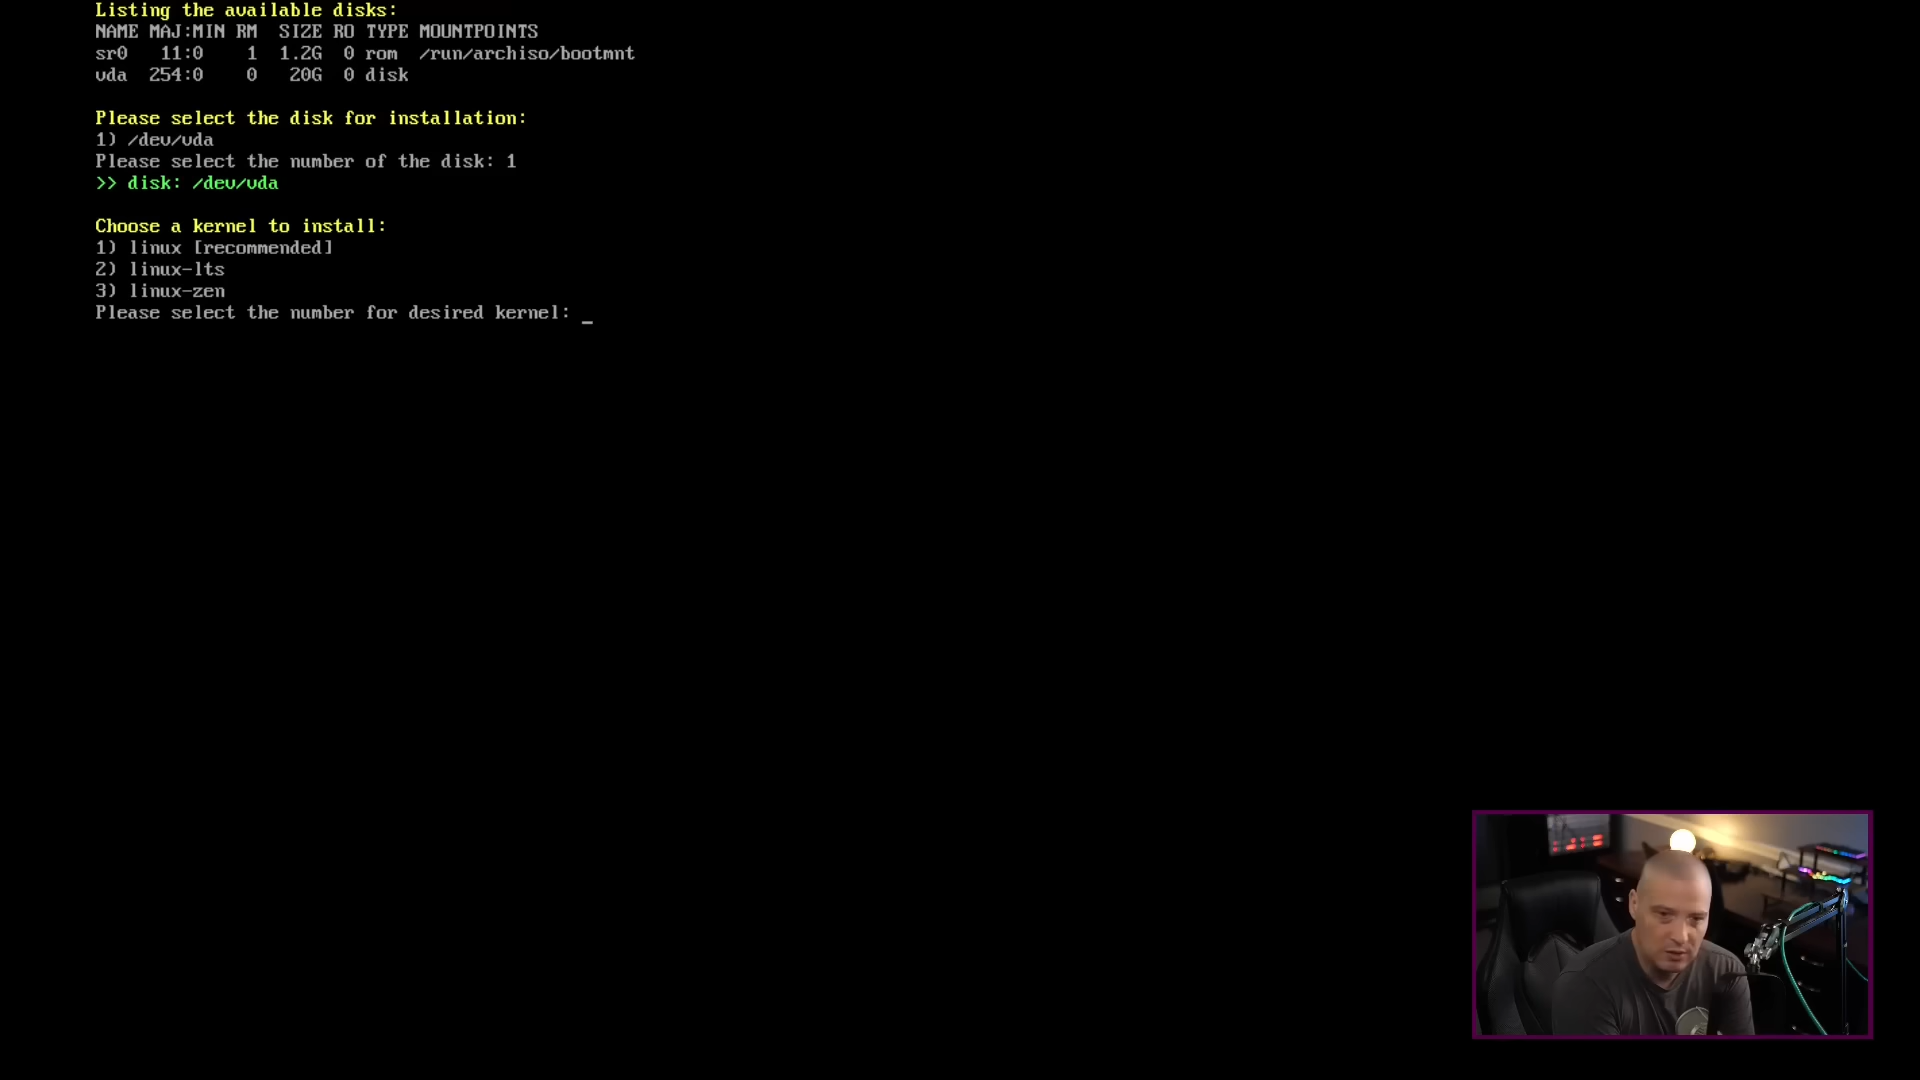 Listing the available disks:
NAME MAJ:MIN RM  SIZE RO TYPE MOUNTPOINTS
sr0   11:0    1  1.2G  0 rom  /run/archiso/bootmnt
vda  254:0    0   20G  0 disk
Please select the disk for installation:
1) /dev/vda
Please select the number of the disk: 1
>> disk: /dev/vda
Choose a kernel to install:
1) linux [recommended]
2) linux-lts
3) linux-zen
Please select the number for desired kernel: _